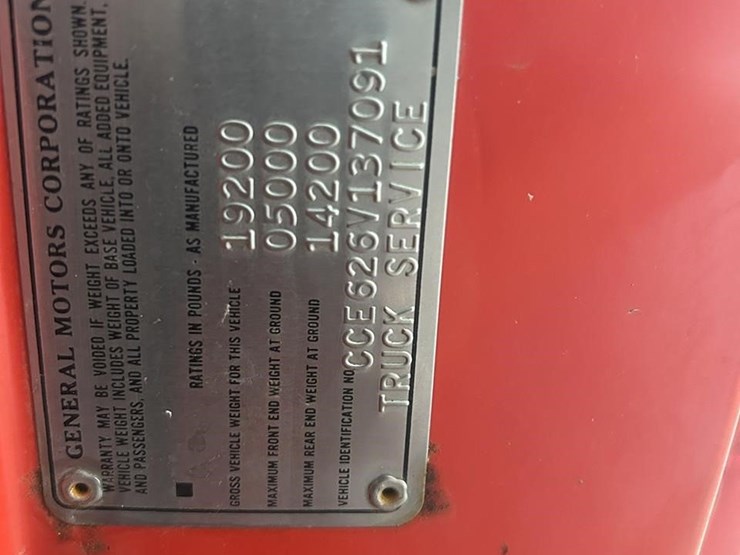 GENERAL MOTORS CORPORATION
WARRANTY MAY BE VOIDED IF WEIGHT EXCEEDS ANY OF RATINGS SHOWN.
VEHICLE WEIGHT INCLUDES WEIGHT OF BASE VEHICLE, ALL ADDED EQUIPMENT,
AND PASSENGERS, AND ALL PROPERTY LOADED INTO OR ONTO VEHICLE.
RATINGS IN POUNDS - AS MANUFACTURED
GROSS VEHICLE WEIGHT FOR THIS VEHICLE 19200
MAXIMUM FRONT END WEIGHT AT GROUND 05000
MAXIMUM REAR END WEIGHT AT GROUND 14200
VEHICLE IDENTIFICATION NO CCE626V137091
TRUCK SERVICE